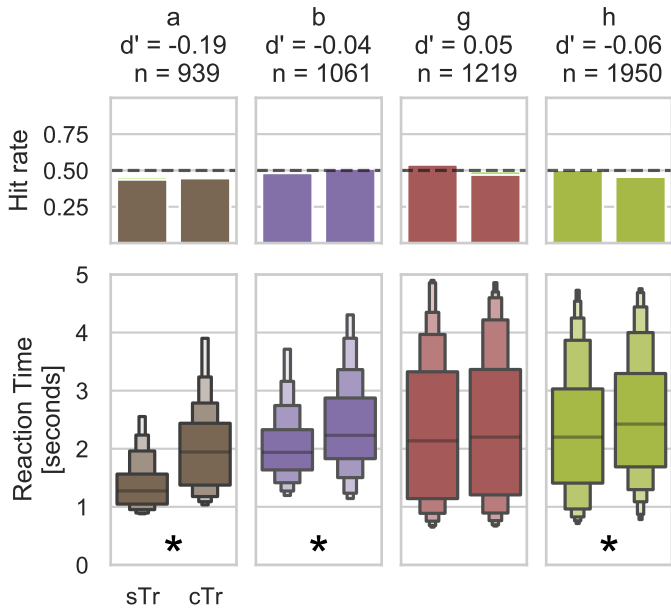 a b g h
d' = -0.19 d' = -0.04 d' = 0.05 d' = -0.06
n = 939 n = 1061 n = 1219 n = 1950
Hit rate
0.75
0.50
0.25
Reaction Time
[seconds]
5
4
3
2
1
0
* * *
sTr cTr